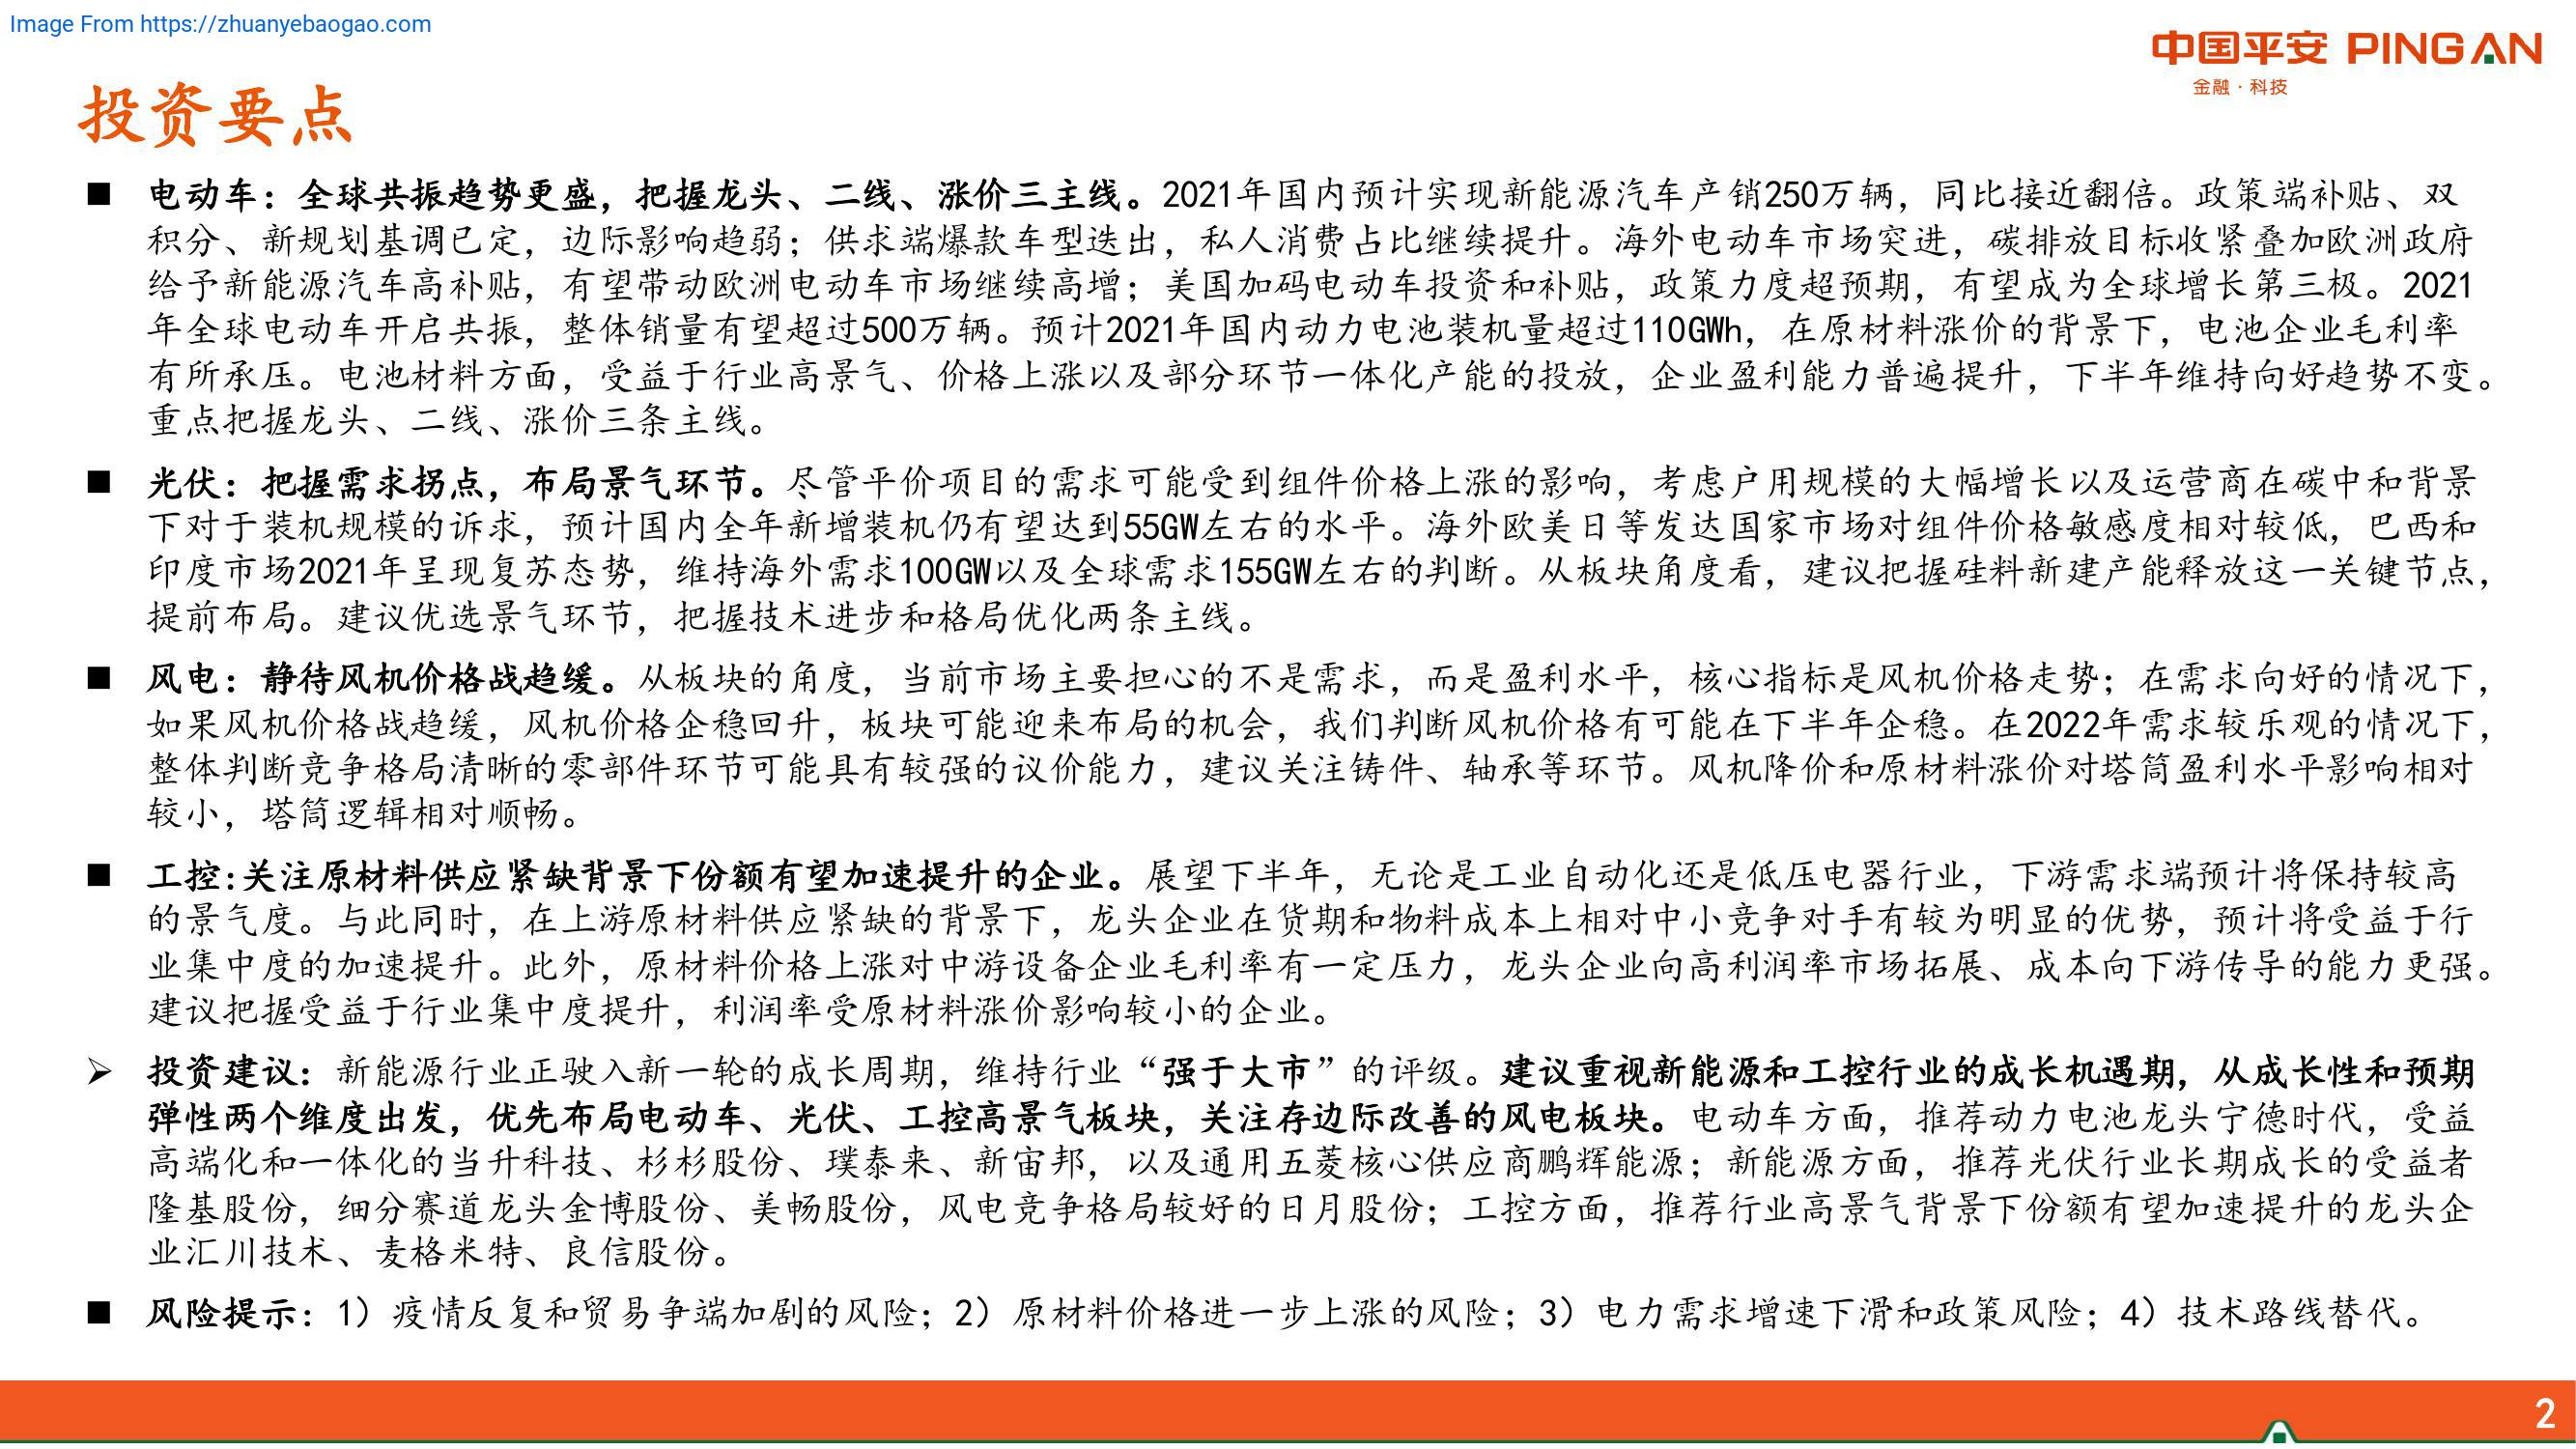 Image From https://zhuanyebaogao.com
中国平安 PINGAN
金融·科技
投资要点
■ 电动车：全球共振趋势更盛，把握龙头、二线、涨价三主线。2021年国内预计实现新能源汽车产销250万辆，同比接近翻倍。政策端补贴、双
积分、新规划基调已定，边际影响趋弱；供求端爆款车型迭出，私人消费占比继续提升。海外电动车市场突进，碳排放目标收紧叠加欧洲政府
给予新能源汽车高补贴，有望带动欧洲电动车市场继续高增；美国加码电动车投资和补贴，政策力度超预期，有望成为全球增长第三极。2021
年全球电动车开启共振，整体销量有望超过500万辆。预计2021年国内动力电池装机量超过110GWh，在原材料涨价的背景下，电池企业毛利率
有所承压。电池材料方面，受益于行业高景气、价格上涨以及部分环节一体化产能的投放，企业盈利能力普遍提升，下半年维持向好趋势不变。
重点把握龙头、二线、涨价三条主线。
■ 光伏：把握需求拐点，布局景气环节。尽管平价项目的需求可能受到组件价格上涨的影响，考虑户用规模的大幅增长以及运营商在碳中和背景
下对于装机规模的诉求，预计国内全年新增装机仍有望达到55GW左右的水平。海外欧美日等发达国家市场对组件价格敏感度相对较低，巴西和
印度市场2021年呈现复苏态势，维持海外需求100GW以及全球需求155GW左右的判断。从板块角度看，建议把握硅料新建产能释放这一关键节点，
提前布局。建议优选景气环节，把握技术进步和格局优化两条主线。
■ 风电：静待风机价格战趋缓。从板块的角度，当前市场主要担心的不是需求，而是盈利水平，核心指标是风机价格走势；在需求向好的情况下，
如果风机价格战趋缓，风机价格企稳回升，板块可能迎来布局的机会，我们判断风机价格有可能在下半年企稳。在2022年需求较乐观的情况下，
整体判断竞争格局清晰的零部件环节可能具有较强的议价能力，建议关注铸件、轴承等环节。风机降价和原材料涨价对塔筒盈利水平影响相对
较小，塔筒逻辑相对顺畅。
■ 工控:关注原材料供应紧缺背景下份额有望加速提升的企业。展望下半年，无论是工业自动化还是低压电器行业，下游需求端预计将保持较高
的景气度。与此同时，在上游原材料供应紧缺的背景下，龙头企业在货期和物料成本上相对中小竞争对手有较为明显的优势，预计将受益于行
业集中度的加速提升。此外，原材料价格上涨对中游设备企业毛利率有一定压力，龙头企业向高利润率市场拓展、成本向下游传导的能力更强。
建议把握受益于行业集中度提升，利润率受原材料涨价影响较小的企业。
➢ 投资建议：新能源行业正驶入新一轮的成长周期，维持行业“强于大市”的评级。建议重视新能源和工控行业的成长机遇期，从成长性和预期
弹性两个维度出发，优先布局电动车、光伏、工控高景气板块，关注存边际改善的风电板块。电动车方面，推荐动力电池龙头宁德时代，受益
高端化和一体化的当升科技、杉杉股份、璞泰来、新宙邦，以及通用五菱核心供应商鹏辉能源；新能源方面，推荐光伏行业长期成长的受益者
隆基股份，细分赛道龙头金博股份、美畅股份，风电竞争格局较好的日月股份；工控方面，推荐行业高景气背景下份额有望加速提升的龙头企
业汇川技术、麦格米特、良信股份。
■ 风险提示：1）疫情反复和贸易争端加剧的风险；2）原材料价格进一步上涨的风险；3）电力需求增速下滑和政策风险；4）技术路线替代。
2